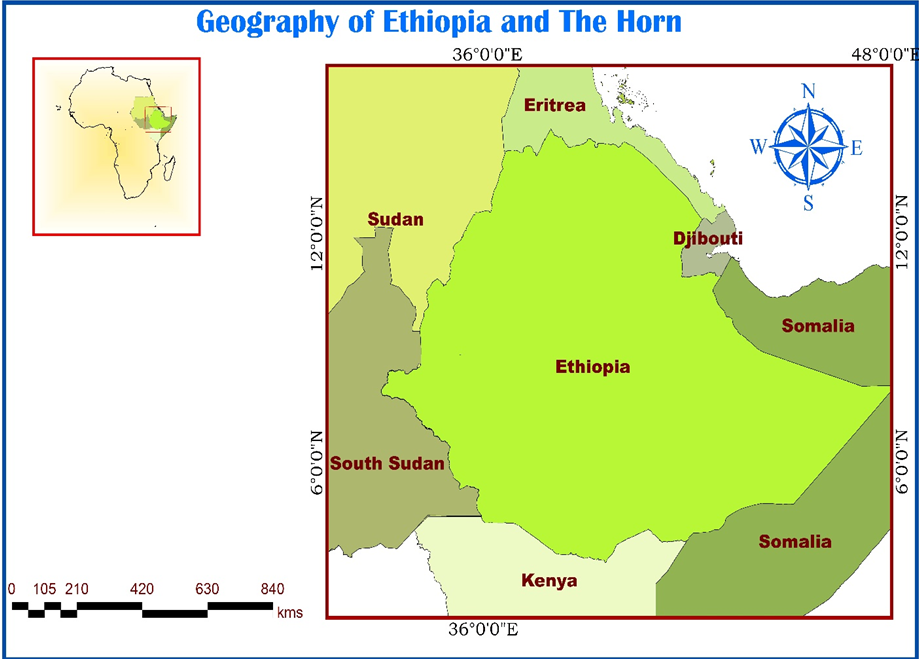 Geography of Ethiopia and The Horn
36°0'0"E
48°0'0"E
Eritrea
N
W
E
S
Sudan
12°0'0"N
Djibouti
12°0'0"N
Somalia
Ethiopia
6°0'0"N
South Sudan
6°0'0"N
Somalia
Kenya
0 105 210 420 630 840
kms
36°0'0"E